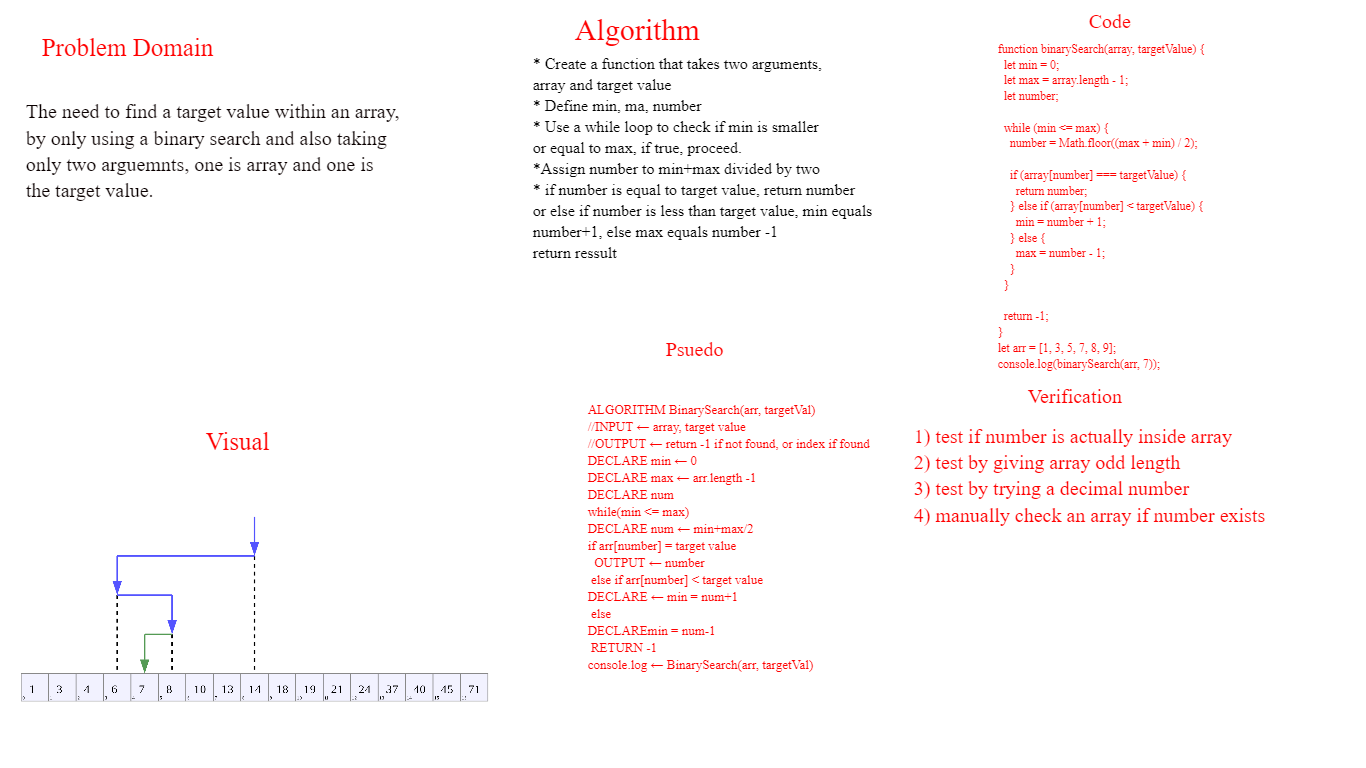 Problem Domain
The need to find a target value within an array,
by only using a binary search and also taking
only two arguemnts, one is array and one is
the target value.
Visual
1 3 4 6 7 8 10 13 14 18 19 21 24 37 40 45 71
Algorithm
* Create a function that takes two arguments,
array and target value
* Define min, ma, number
* Use a while loop to check if min is smaller
or equal to max, if true, proceed.
*Assign number to min+max divided by two
* if number is equal to target value, return number
or else if number is less than target value, min equals
number+1, else max equals number -1
return ressult
Psuedo
ALGORITHM BinarySearch(arr, targetVal)
//INPUT ← array, target value
//OUTPUT ← return -1 if not found, or index if found
DECLARE min ← 0
DECLARE max ← arr.length -1
DECLARE num
while(min <= max)
DECLARE num ← min+max/2
if arr[number] = target value
OUTPUT ← number
else if arr[number] < target value
DECLARE ← min = num+1
else
DECLAREmin = num-1
RETURN -1
console.log ← BinarySearch(arr, targetVal)
Code
function binarySearch(array, targetValue) {
let min = 0;
let max = array.length - 1;
let number;
while (min <= max) {
number = Math.floor((max + min) / 2);
if (array[number] === targetValue) {
return number;
} else if (array[number] < targetValue) {
min = number + 1;
} else {
max = number - 1;
}
}
return -1;
}
let arr = [1, 3, 5, 7, 8, 9];
console.log(binarySearch(arr, 7));
Verification
1) test if number is actually inside array
2) test by giving array odd length
3) test by trying a decimal number
4) manually check an array if number exists